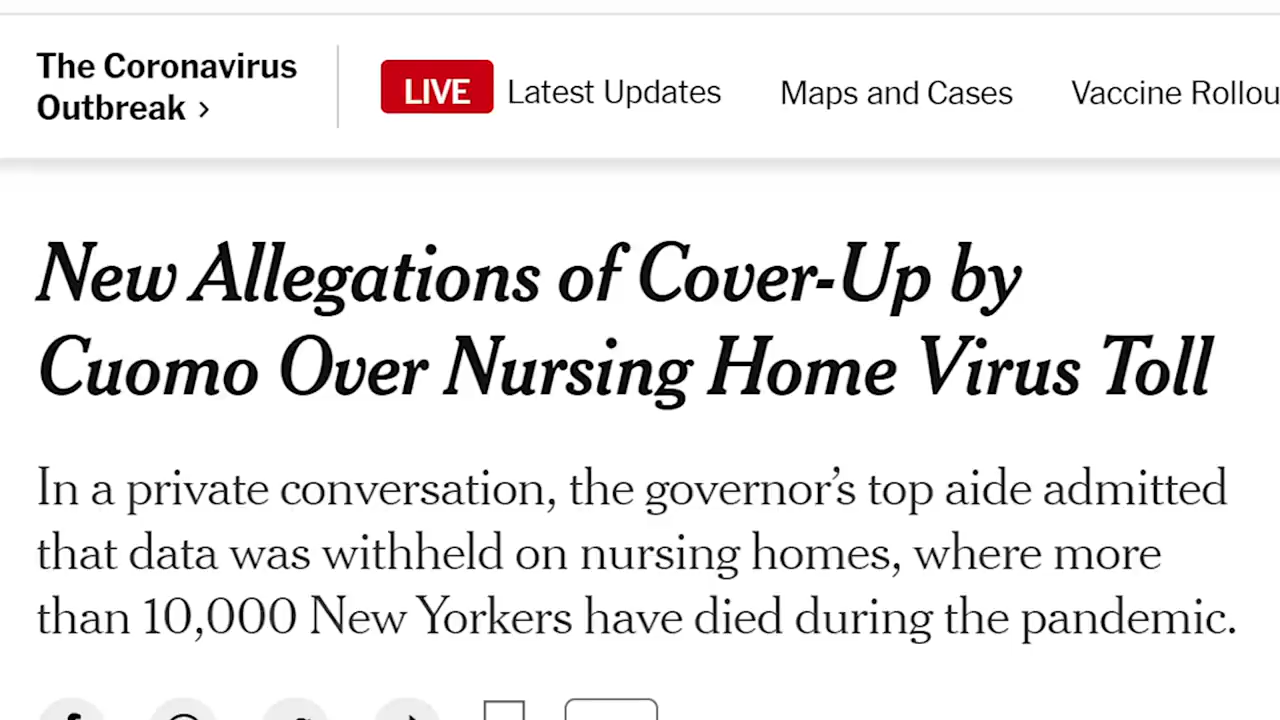 The Coronavirus
Outbreak >
LIVE Latest Updates Maps and Cases Vaccine Rollou
New Allegations of Cover-Up by
Cuomo Over Nursing Home Virus Toll
In a private conversation, the governor’s top aide admitted
that data was withheld on nursing homes, where more
than 10,000 New Yorkers have died during the pandemic.